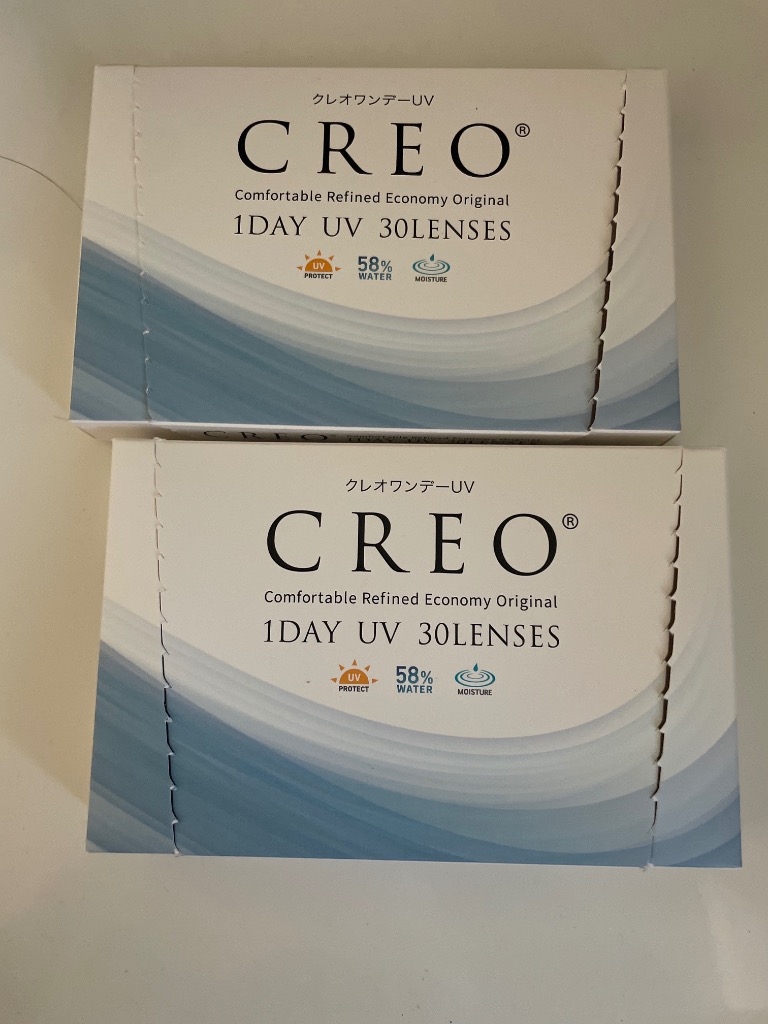 クレオワンデーUV
CREO®
Comfortable Refined Economy Original
1DAY UV 30LENSES
UV PROTECT
58% WATER
MOISTURE
CREO
クレオワンデーUV
CREO®
Comfortable Refined Economy Original
1DAY UV 30LENSES
UV PROTECT
58% WATER
MOISTURE